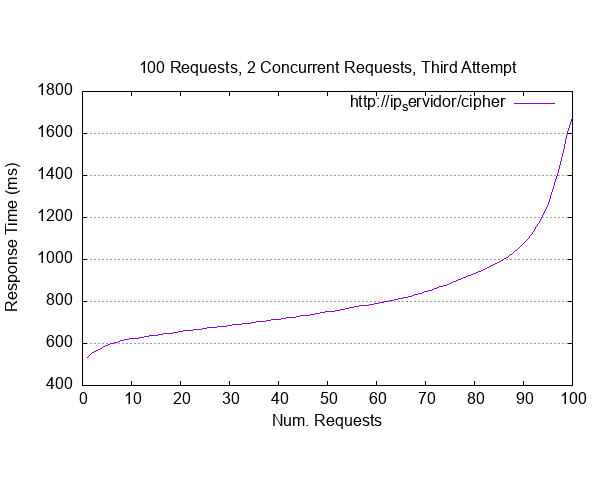 100 Requests, 2 Concurrent Requests, Third Attempt
http://ipservidor/cipher
1800
1600
1400
1200
1000
800
600
400
Response Time (ms)
0 10 20 30 40 50 60 70 80 90 100
Num. Requests